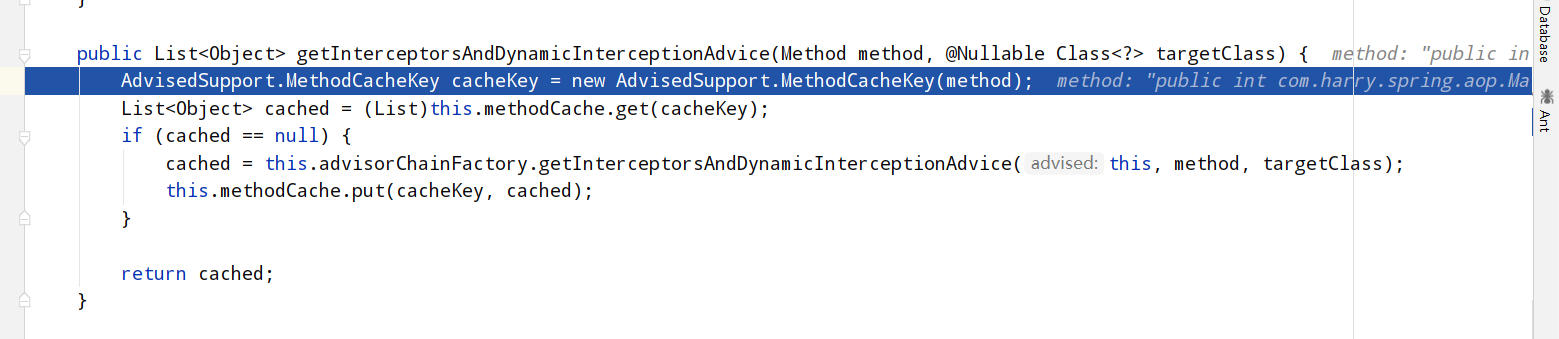 }
public List<Object> getInterceptorsAndDynamicInterceptionAdvice(Method method, @Nullable Class<?> targetClass) { method: "public in
AdvisedSupport.MethodCacheKey cacheKey = new AdvisedSupport.MethodCacheKey(method); method: "public int com.harry.spring.aop.Ma
List<Object> cached = (List)this.methodCache.get(cacheKey);
if (cached == null) {
cached = this.advisorChainFactory.getInterceptorsAndDynamicInterceptionAdvice( advised: this, method, targetClass);
this.methodCache.put(cacheKey, cached);
}
return cached;
}
Database
Ant